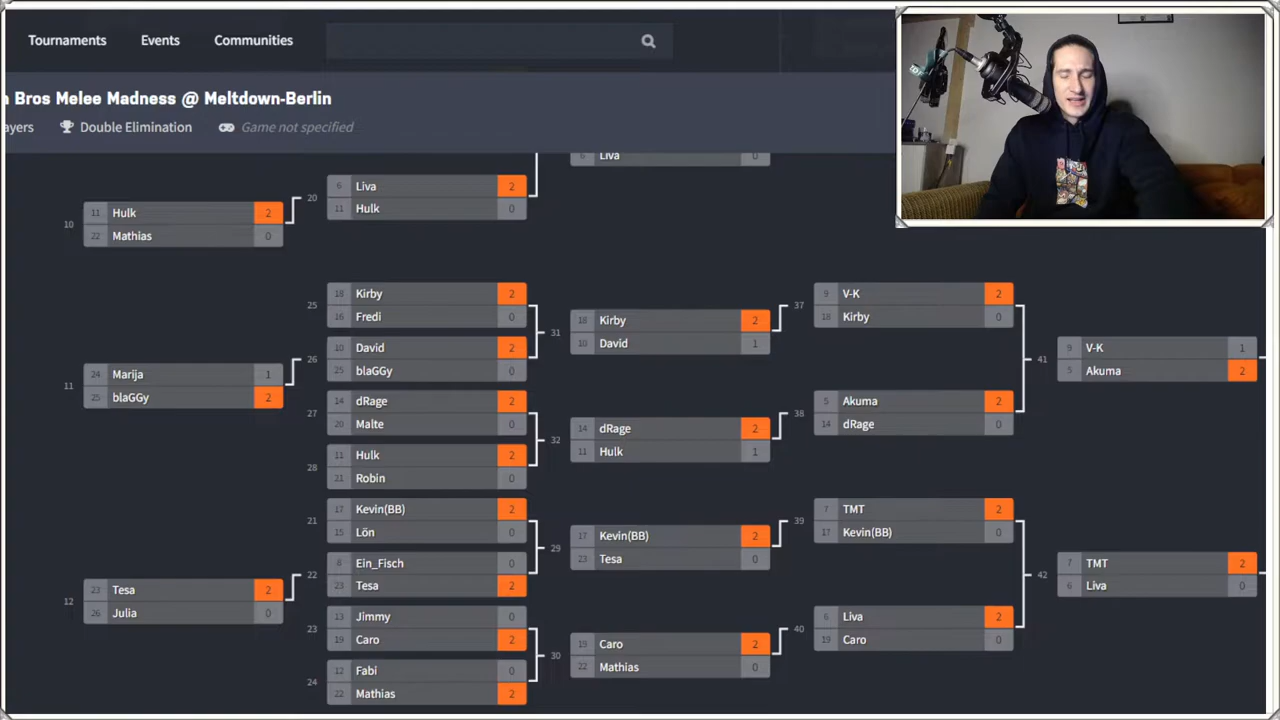 Tournaments Events Communities
n Bros Melee Madness @ Meltdown-Berlin
ayers Double Elimination Game not specified
6 Liva 0
20 6 Liva 2
11 Hulk 0
10 11 Hulk 2
22 Mathias 0
25 18 Kirby 2
16 Fredi 0
26 10 David 2
25 blaGGy 0
11 24 Marija 1
25 blaGGy 2
27 14 dRage 2
20 Malte 0
28 11 Hulk 2
21 Robin 0
21 17 Kevin(BB) 2
15 Lön 0
22 8 Ein_Fisch 0
23 Tesa 2
12 23 Tesa 2
26 Julia 0
23 13 Jimmy 0
19 Caro 2
24 12 Fabi 0
22 Mathias 2
31 18 Kirby 2
10 David 1
32 14 dRage 2
11 Hulk 1
29 17 Kevin(BB) 2
23 Tesa 0
30 19 Caro 2
22 Mathias 0
37 9 V-K 2
18 Kirby 0
38 5 Akuma 2
14 dRage 0
39 7 TMT 2
17 Kevin(BB) 0
40 6 Liva 2
19 Caro 0
41 9 V-K 1
5 Akuma 2
42 7 TMT 2
6 Liva 0